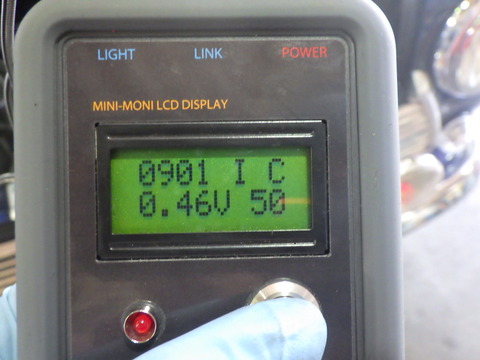 LIGHT LINK POWER
MINI-MONI LCD DISPLAY
0901 I C
0.46V 50